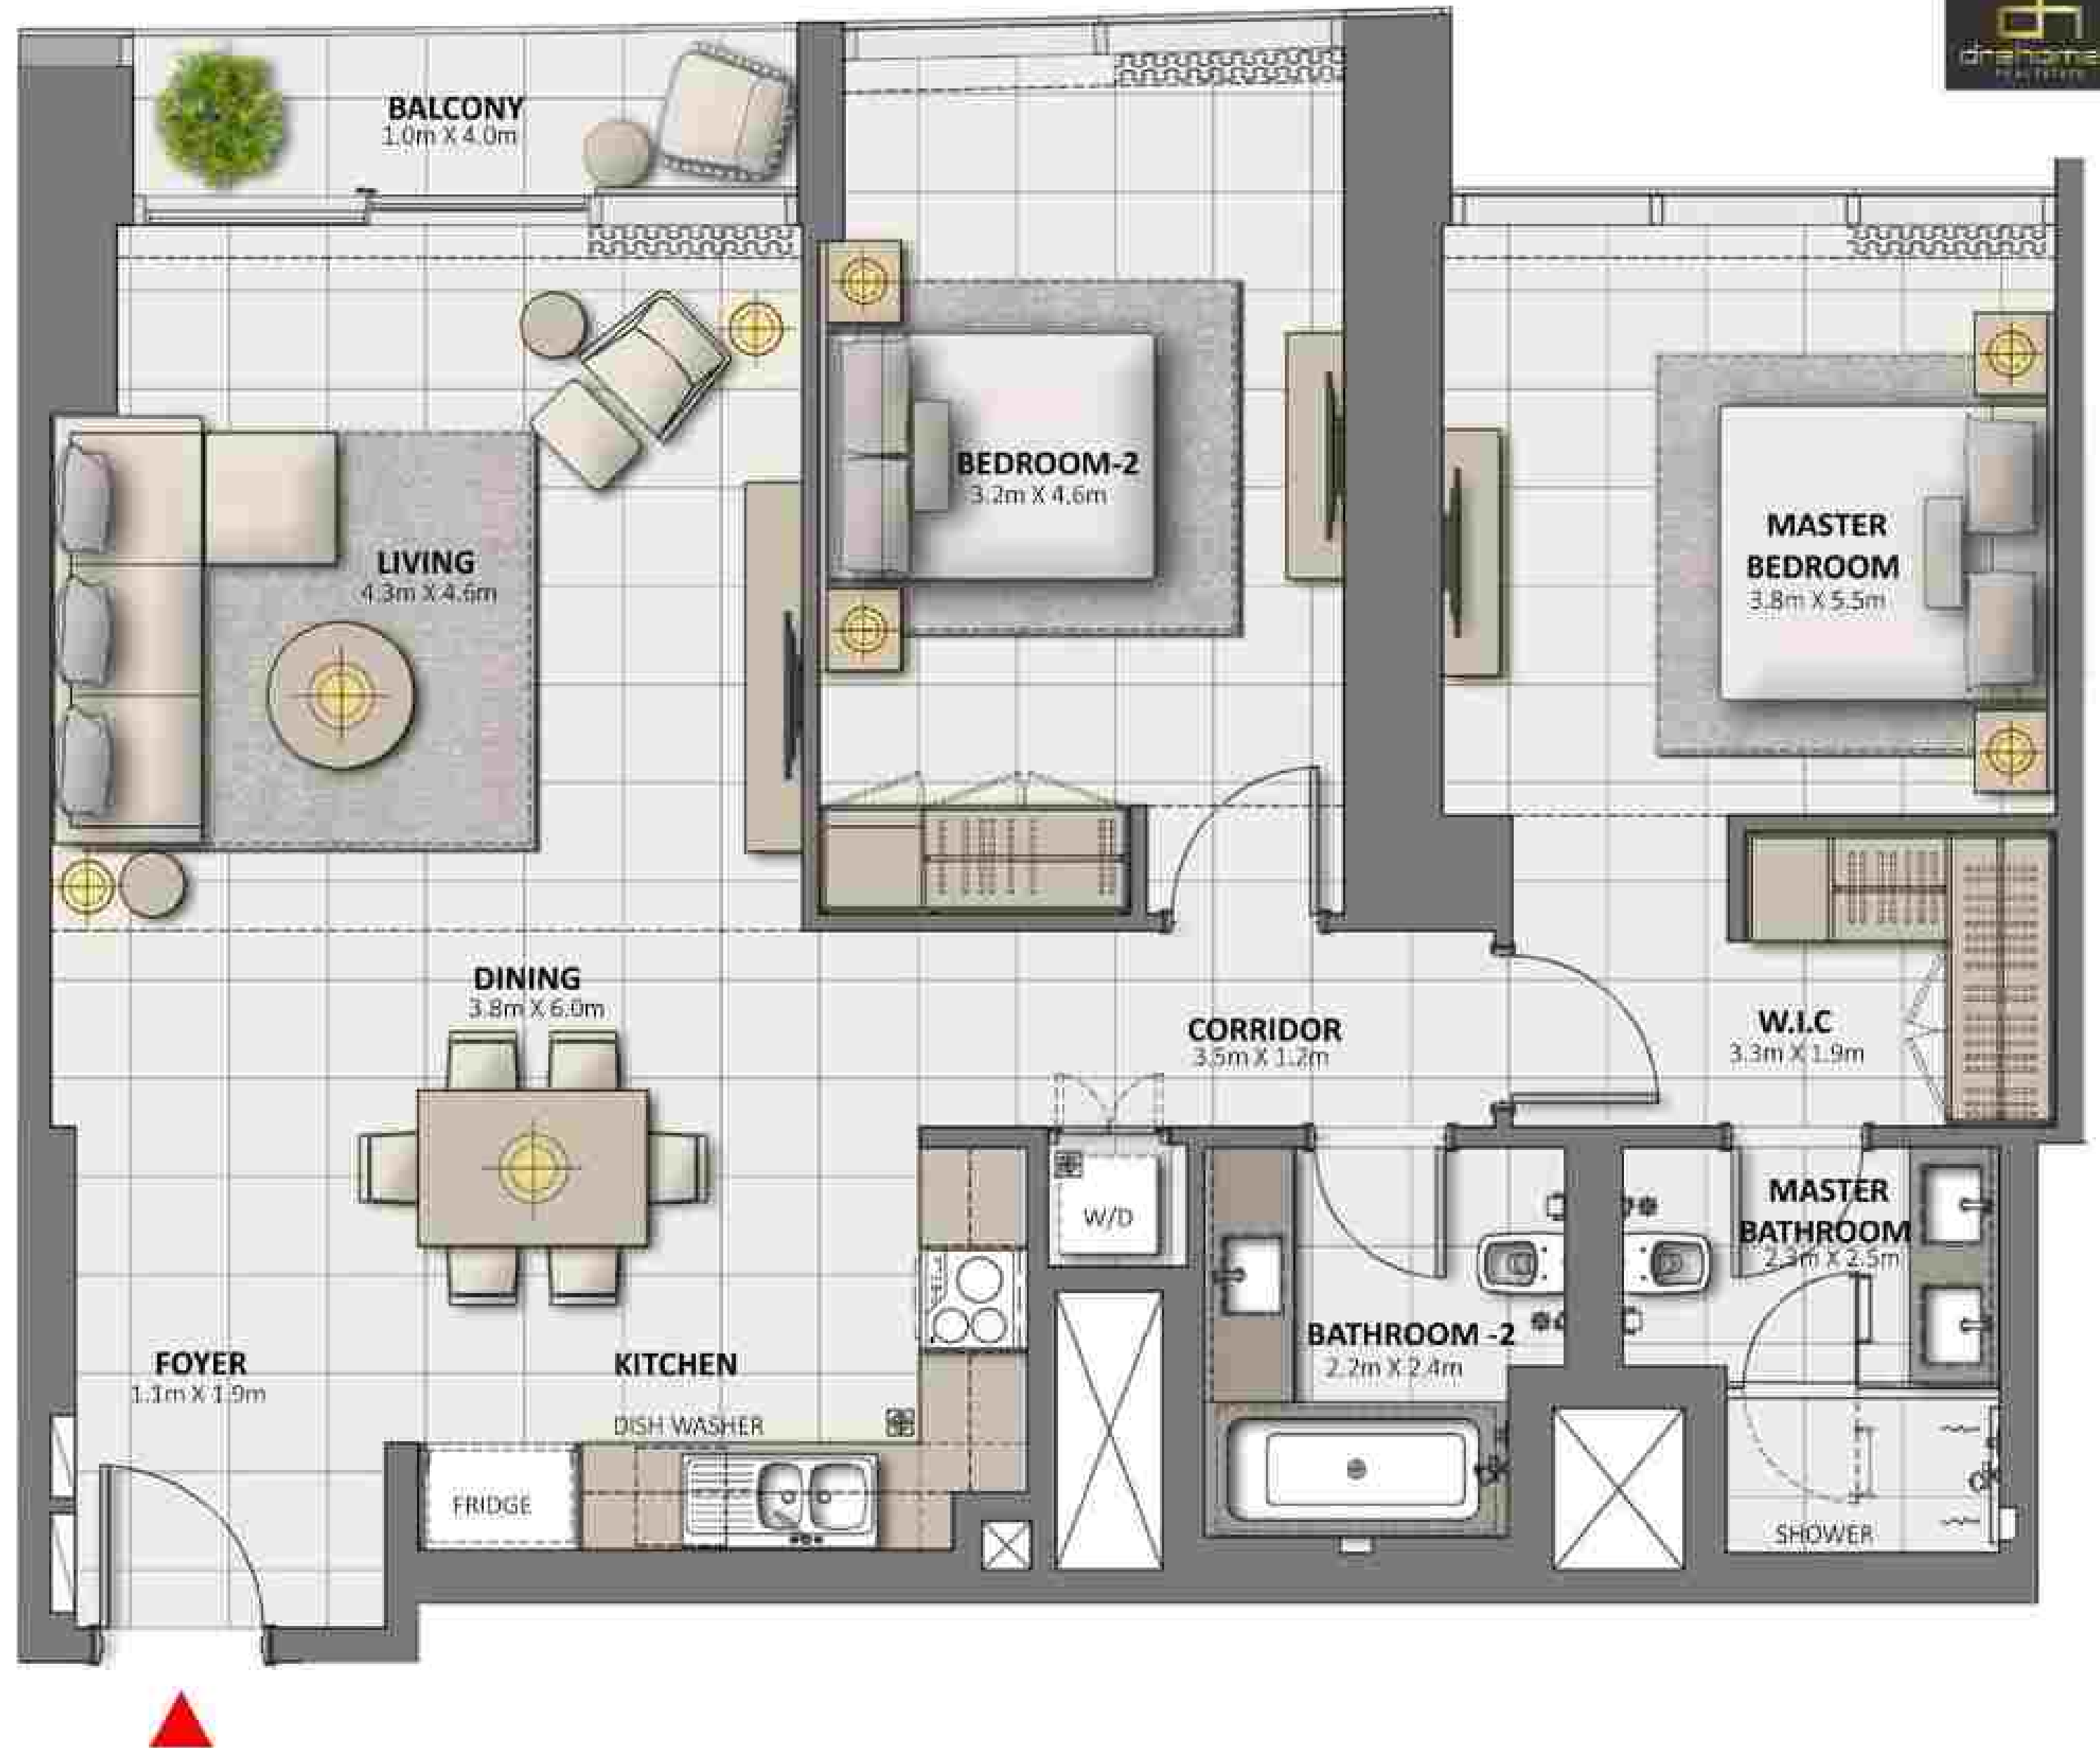 BALCONY
1.0m X 4.0m
BEDROOM-2
3.2m X 4.6m
LIVING
4.3m X 4.6m
MASTER
BEDROOM
3.8m X 5.5m
DINING
3.8m X 6.0m
CORRIDOR
3.5m X 1.2m
W.I.C
3.3m X 1.9m
W/D
MASTER
BATHROOM
2.3m X 2.5m
FOYER
1.1m X 1.9m
KITCHEN
BATHROOM -2
2.2m X 2.4m
DISH WASHER
FRIDGE
SHOWER